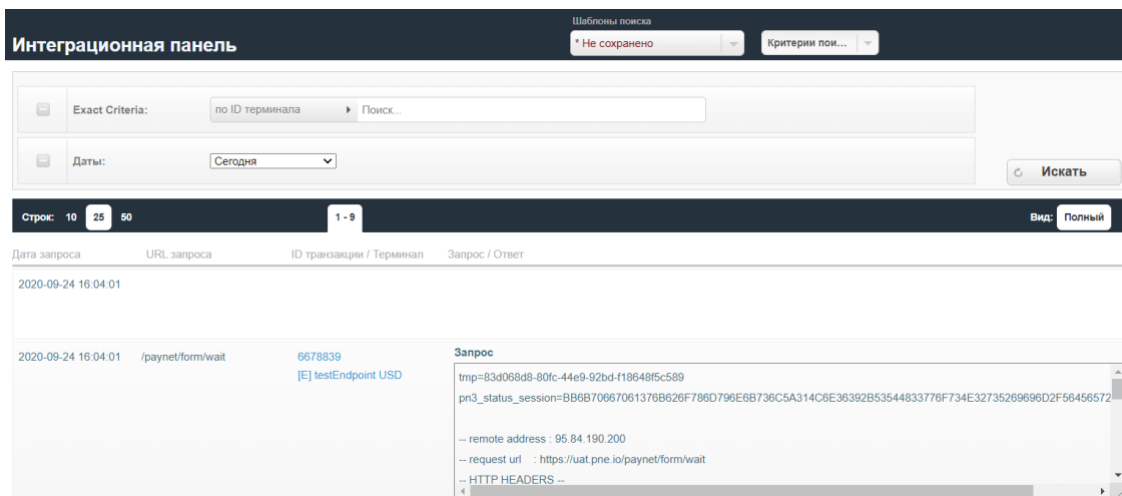 Шаблоны поиска
Интеграционная панель
* Не сохранено
Критерии пои...
Exact Criteria:
по ID терминала
Поиск...
Даты:
Сегодня
Искать
Строк: 10 25 50
1 - 9
Вид: Полный
Дата запроса URL запроса ID транзакции / Терминал Запрос / Ответ
2020-09-24 16:04:01
2020-09-24 16:04:01 /paynet/form/wait 6678839
[E] testEndpoint USD
Запрос
tmp=83d068d8-80fc-44e9-92bd-f18648f5c589
pn3_status_session=BB6B70667061376B626F786D796E6B736C5A314C6E36392B53544833776F734E32735269696D2F56456572
-- remote address : 95.84.190.200
-- request url : https://uat.pne.io/paynet/form/wait
-- HTTP HEADERS --